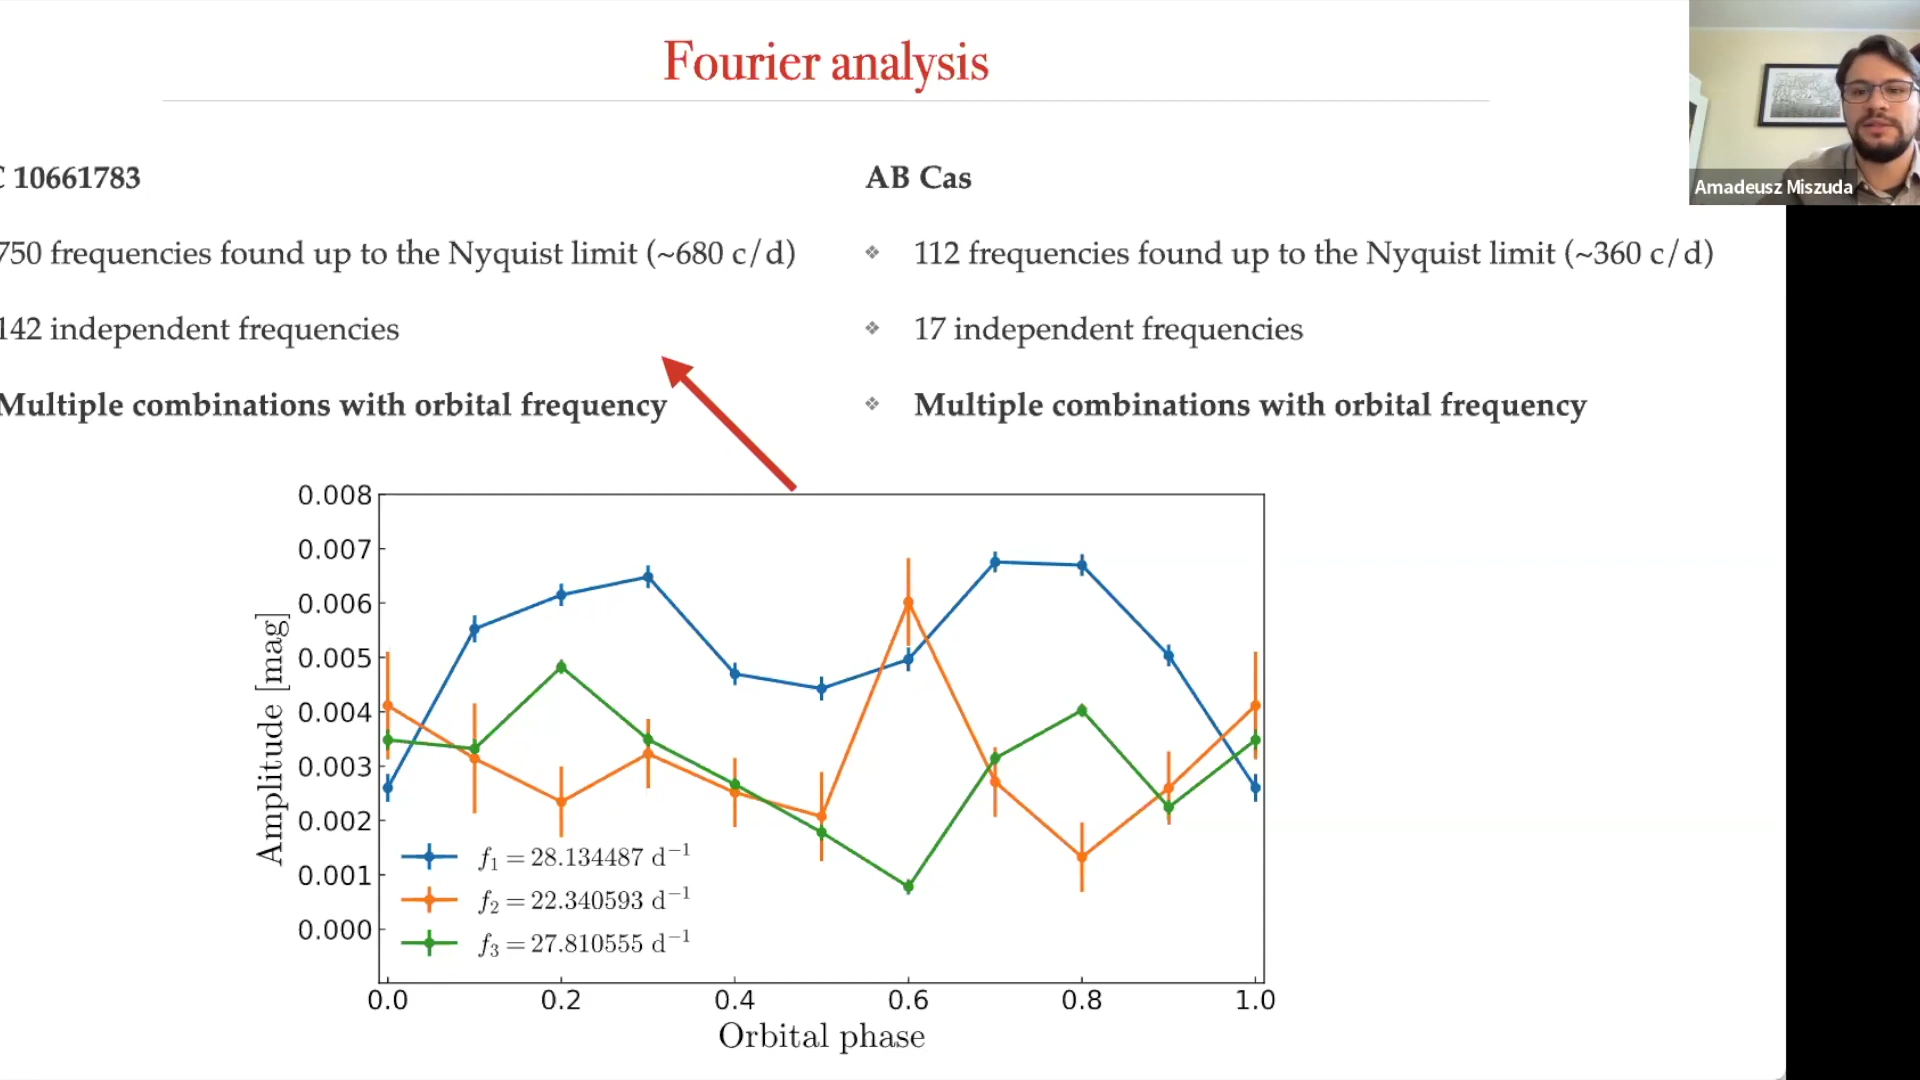 Fourier analysis
Amadeusz Miszuda
C 10661783
750 frequencies found up to the Nyquist limit (~680 c/d)
142 independent frequencies
Multiple combinations with orbital frequency
AB Cas
❖ 112 frequencies found up to the Nyquist limit (~360 c/d)
❖ 17 independent frequencies
❖ Multiple combinations with orbital frequency
Amplitude [mag]
0.008
0.007
0.006
0.005
0.004
0.003
0.002
0.001
0.000
f₁ = 28.134487 d⁻¹
f₂ = 22.340593 d⁻¹
f₃ = 27.810555 d⁻¹
0.0 0.2 0.4 0.6 0.8 1.0
Orbital phase